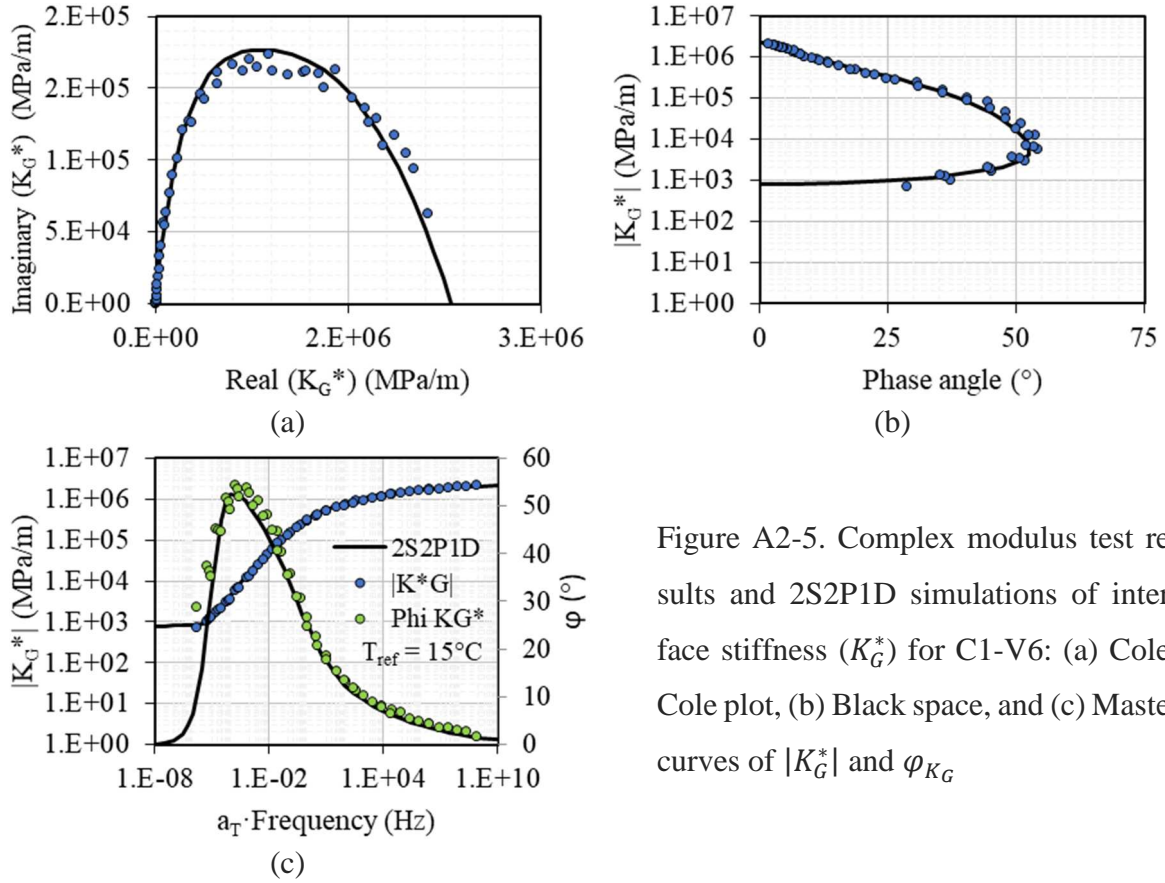 2.E+05
2.E+05
1.E+05
5.E+04
0.E+00
Imaginary (K_G*) (MPa/m)
0.E+00
2.E+06
3.E+06
Real (K_G*) (MPa/m)
(a)
1.E+07
1.E+06
1.E+05
1.E+04
1.E+03
1.E+02
1.E+01
1.E+00
|K_G*| (MPa/m)
0
25
50
75
Phase angle (°)
(b)
1.E+07
1.E+06
1.E+05
1.E+04
1.E+03
1.E+02
1.E+01
1.E+00
|K_G*| (MPa/m)
60
50
40
30
20
10
0
φ (°)
2S2P1D
|K*G|
Phi KG*
T_ref = 15°C
1.E-08
1.E-02
1.E+04
1.E+10
a_T·Frequency (Hz)
(c)
Figure A2-5. Complex modulus test re
sults and 2S2P1D simulations of inter
face stiffness (K_G^*) for C1-V6: (a) Cole
Cole plot, (b) Black space, and (c) Maste
curves of |K_G^*| and φ_{K_G}